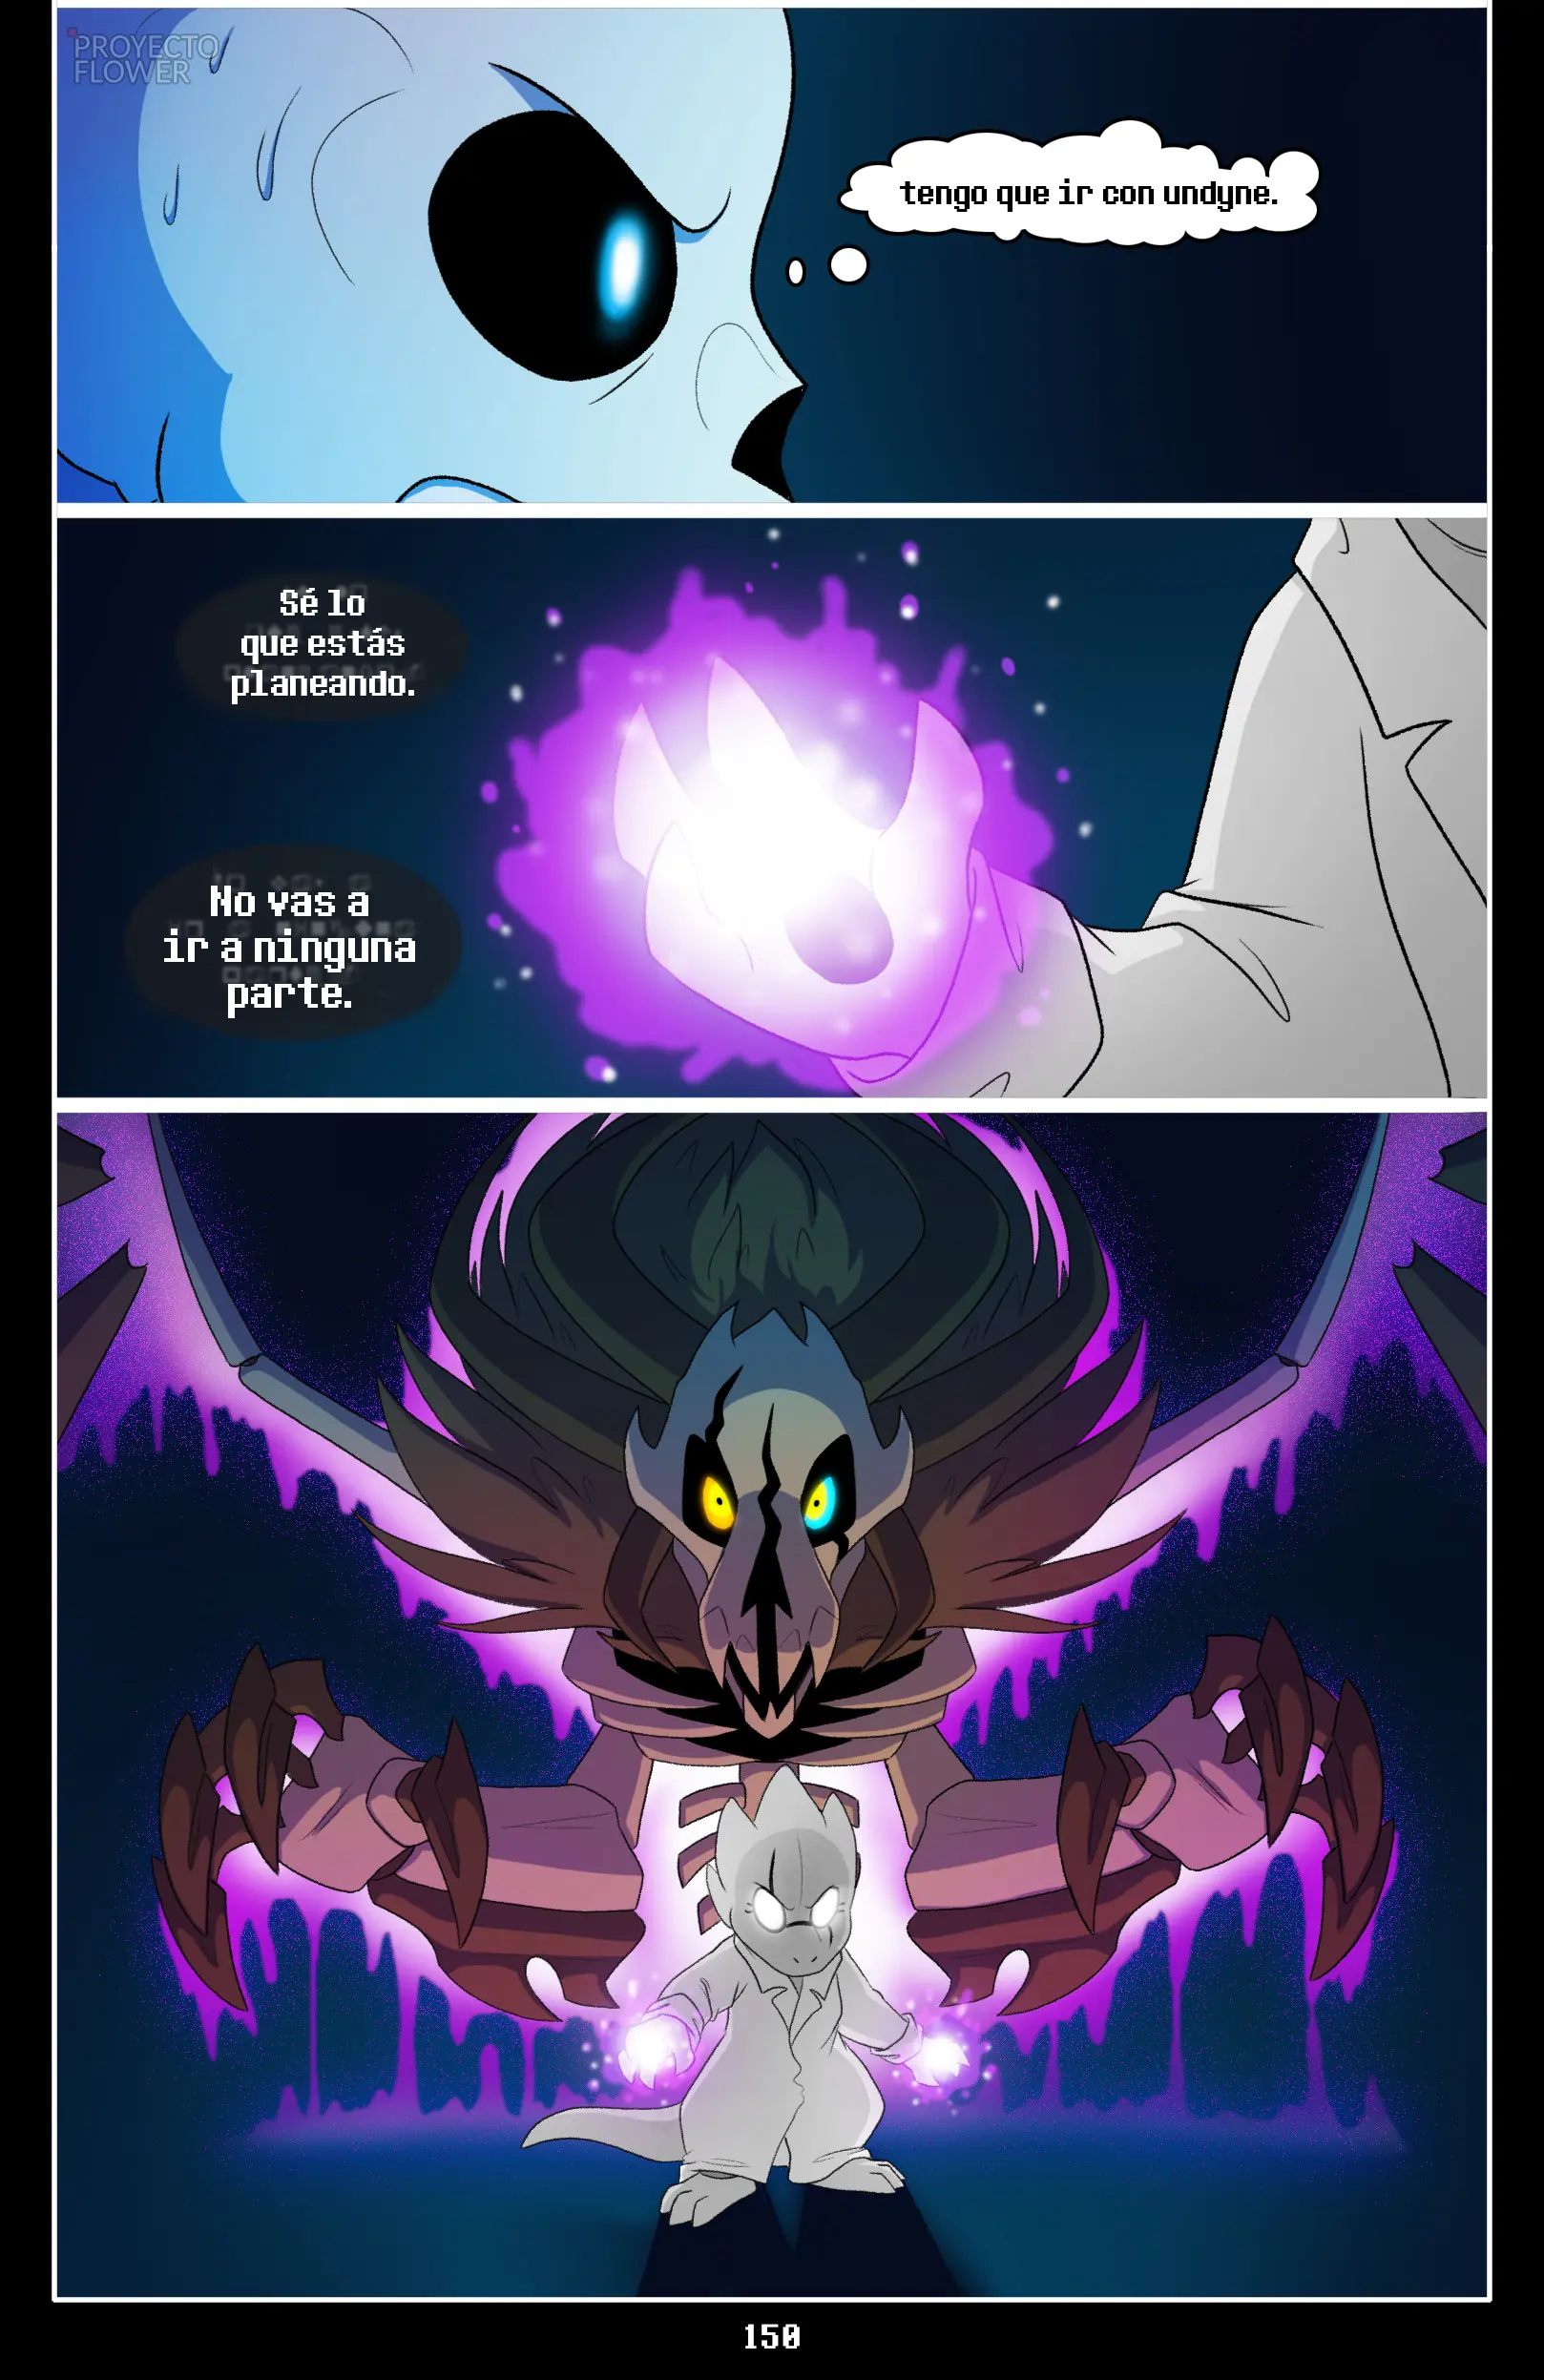 PROYECTO
FLOWER
tengo que ir con undyne.
Sé lo
que estás
planeando.
No vas a
ir a ninguna
parte.
150